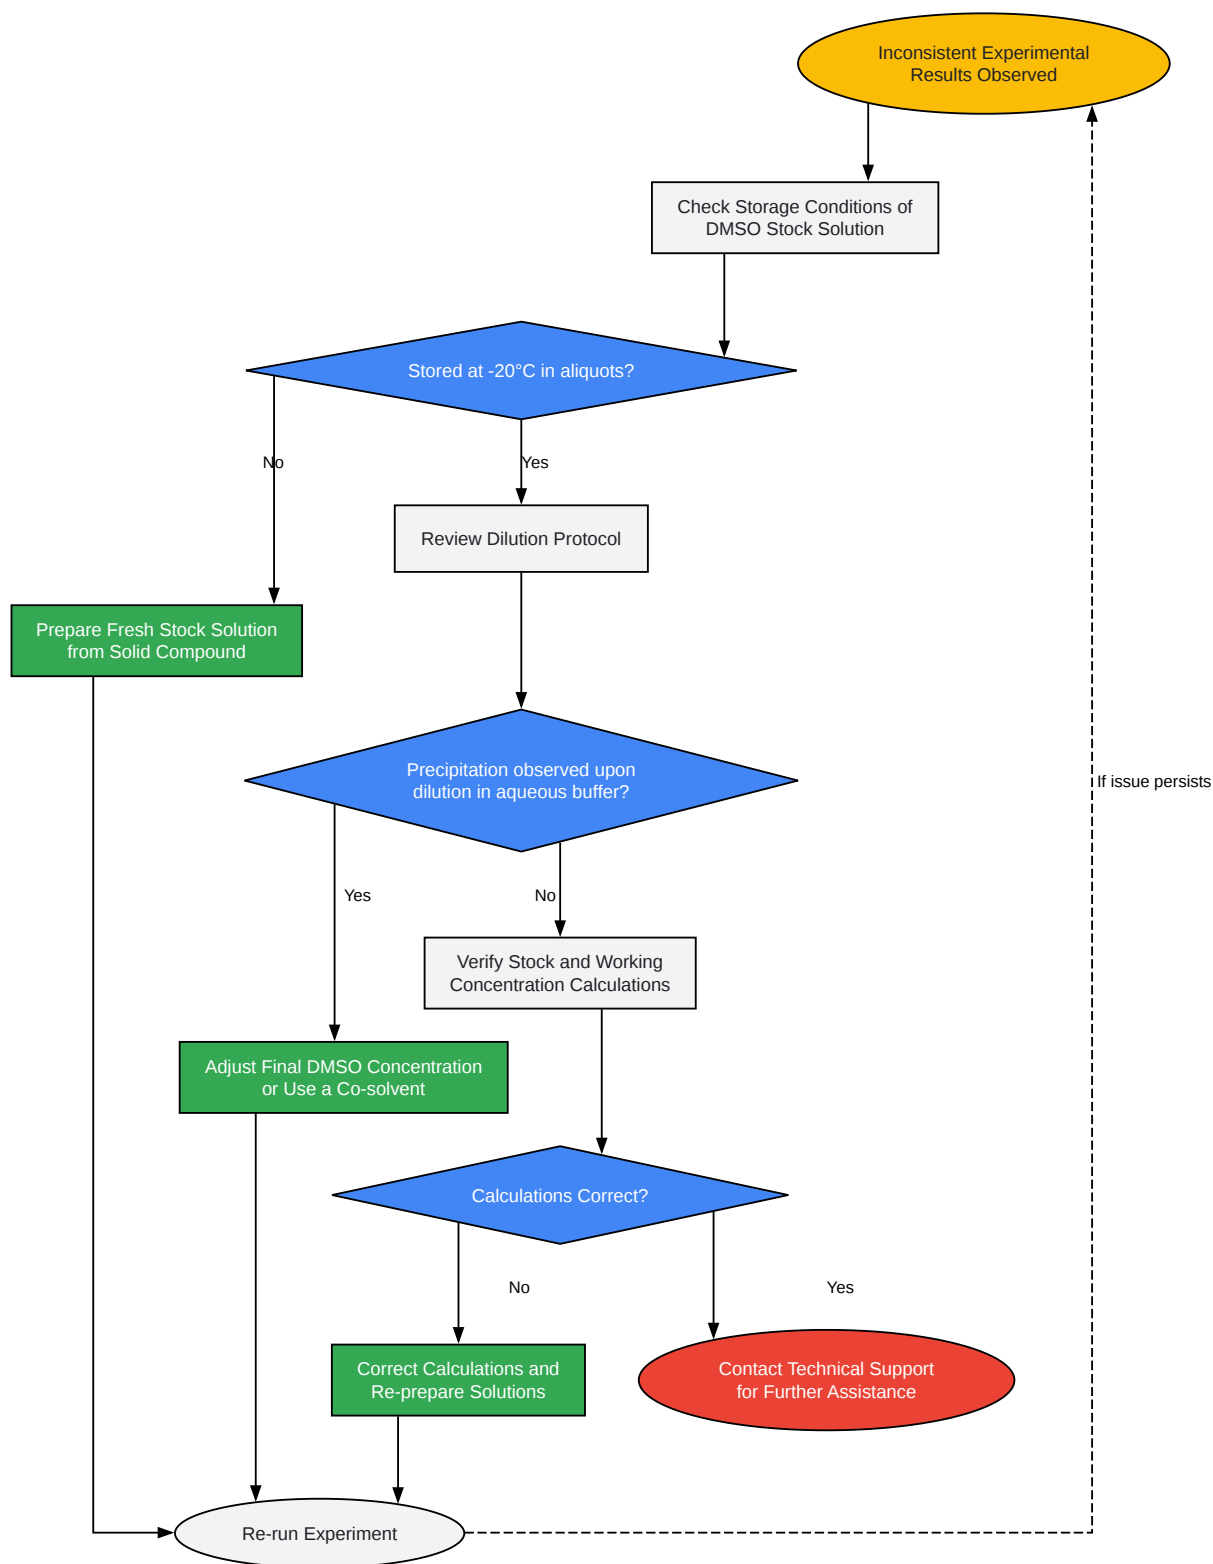 Inconsistent Experimental
Results Observed
Check Storage Conditions of
DMSO Stock Solution
Stored at -20°C in aliquots?
No
Yes
Review Dilution Protocol
Prepare Fresh Stock Solution
from Solid Compound
Precipitation observed upon
dilution in aqueous buffer?
If issue persists
Yes
No
Verify Stock and Working
Concentration Calculations
Adjust Final DMSO Concentration
or Use a Co-solvent
Calculations Correct?
No
Yes
Correct Calculations and
Re-prepare Solutions
Contact Technical Support
for Further Assistance
Re-run Experiment